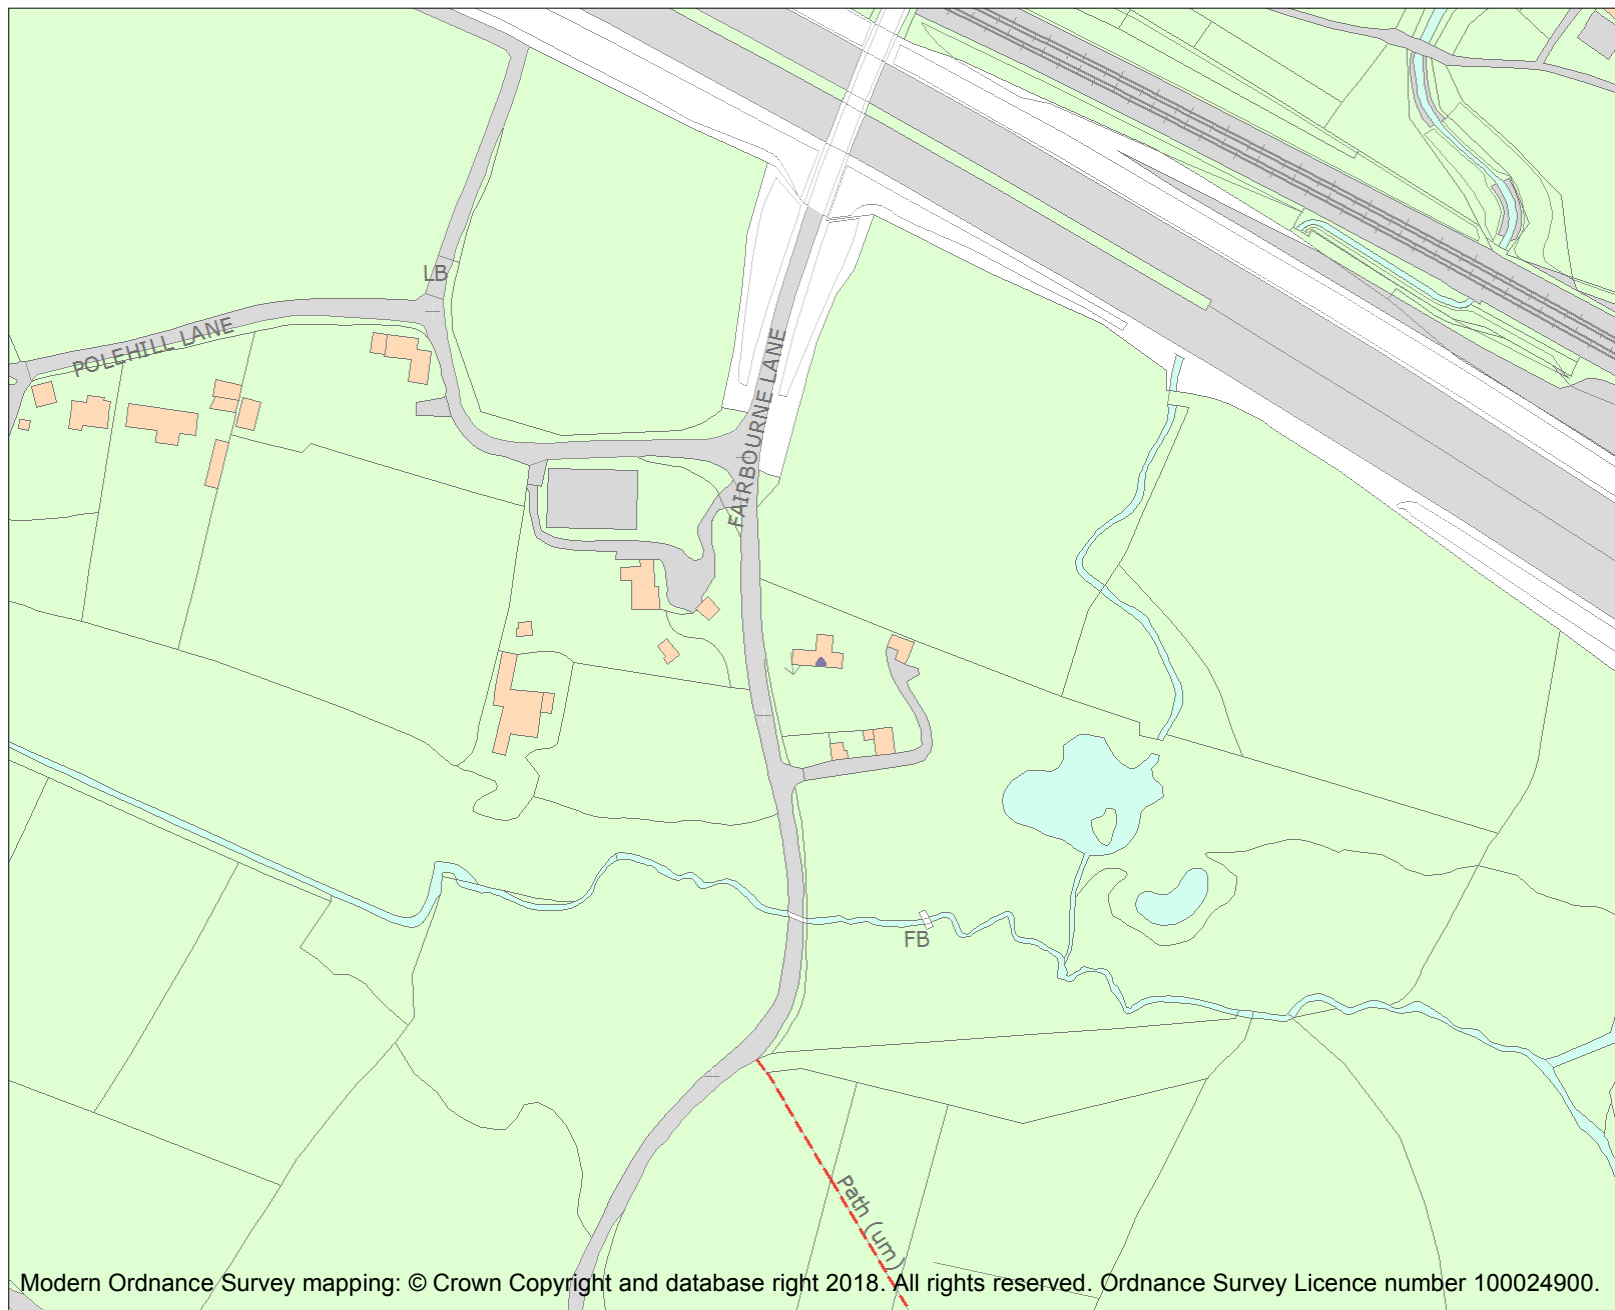 LB
POLEHILL LANE
FAIRBOURNE LANE
FB
Path (um)
Modern Ordnance Survey mapping: © Crown Copyright and database right 2018. All rights reserved. Ordnance Survey Licence number 100024900.